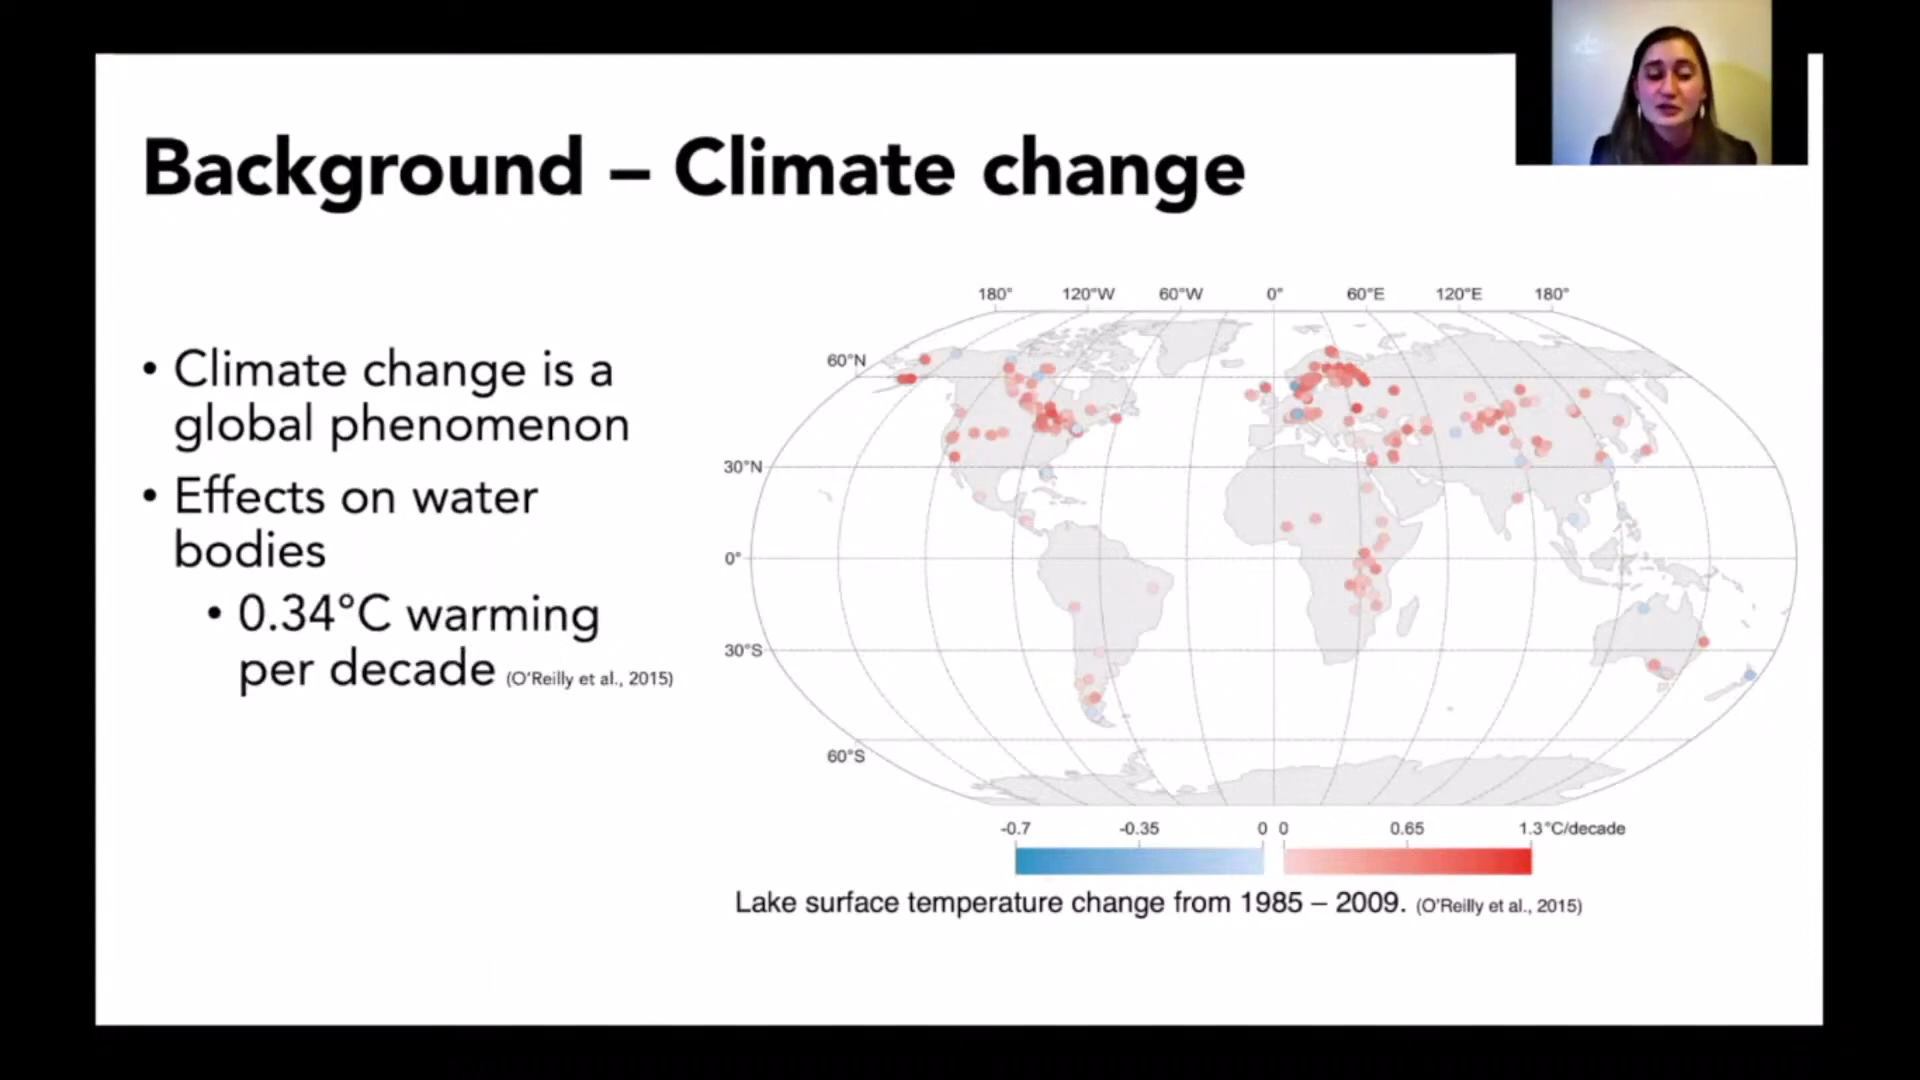 Background – Climate change
• Climate change is a
global phenomenon
• Effects on water
bodies
• 0.34°C warming
per decade (O'Reilly et al., 2015)
180° 120°W 60°W 0° 60°E 120°E 180°
60°N
30°N
0°
30°S
60°S
-0.7 -0.35 0 0 0.65 1.3°C/decade
Lake surface temperature change from 1985 – 2009. (O'Reilly et al., 2015)